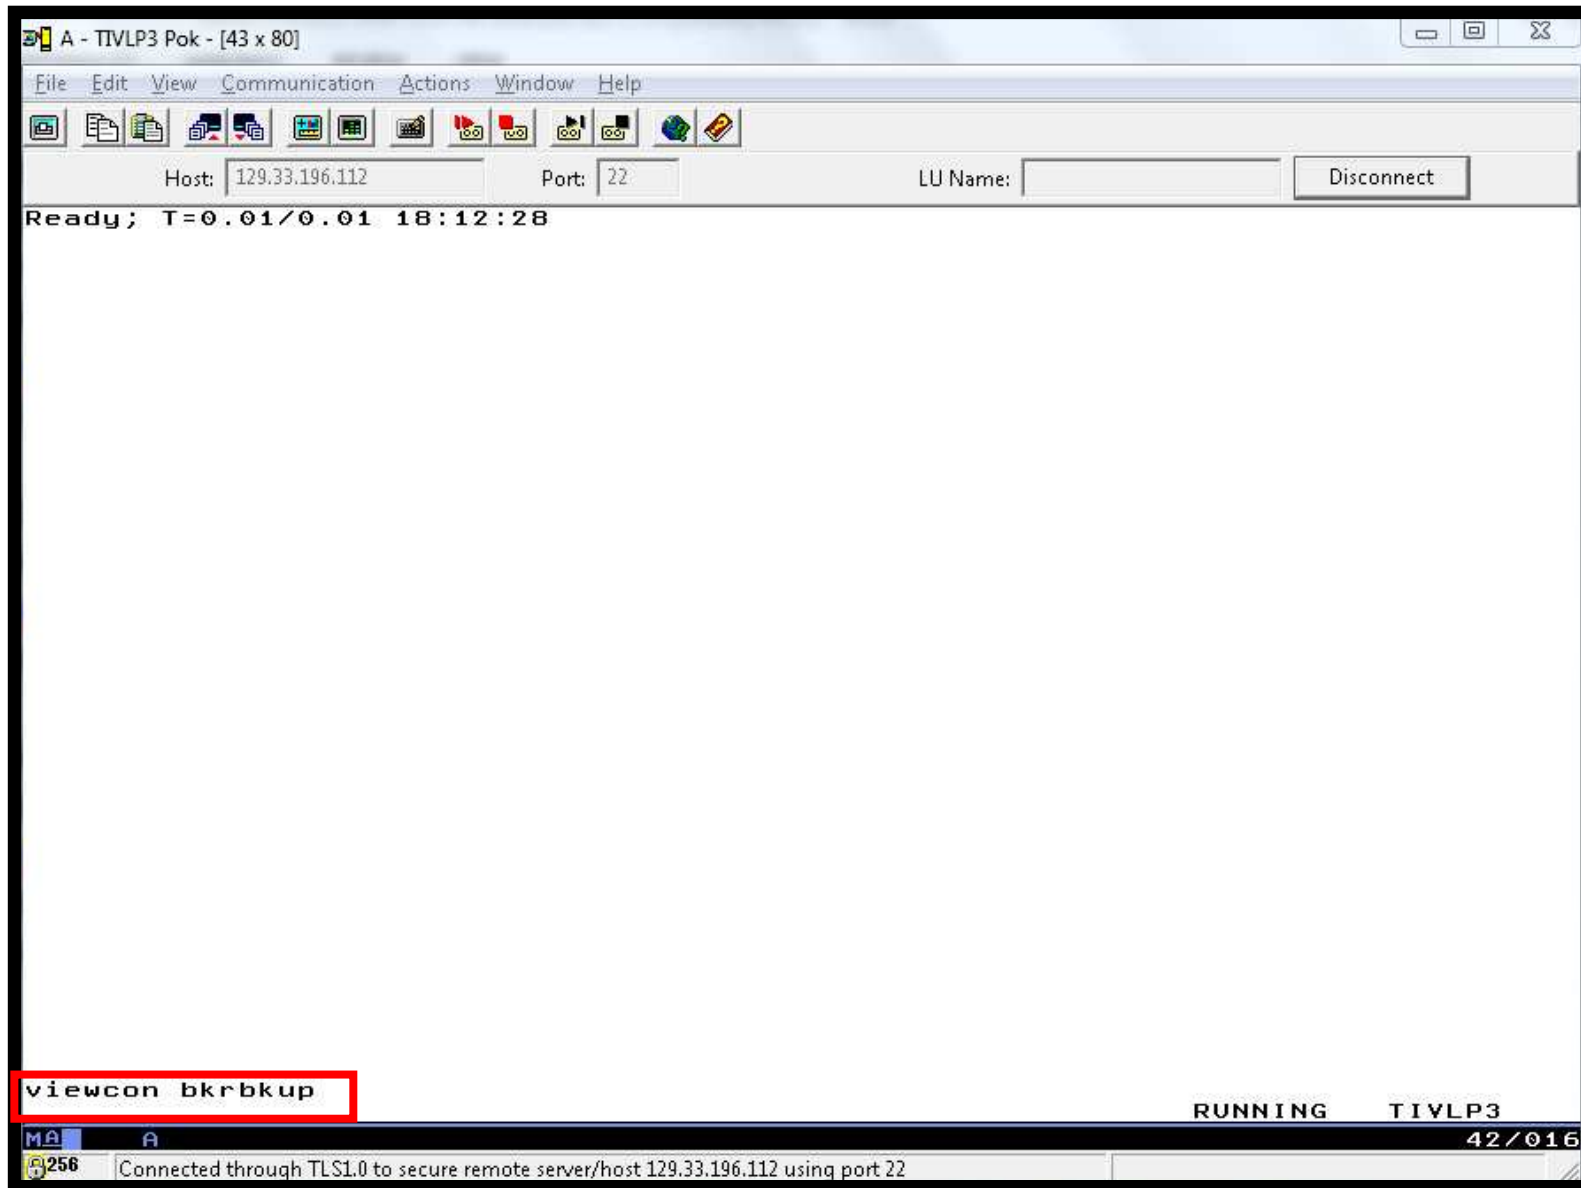 A - TIVLP3 Pok - [43 x 80]
File Edit View Communication Actions Window Help
Host: 129.33.196.112 Port: 22 LU Name: Disconnect
Ready; T=0.01/0.01 18:12:28
viewcon bkrbkup
RUNNING TIVLP3
MA A 42/016
256 Connected through TLS1.0 to secure remote server/host 129.33.196.112 using port 22